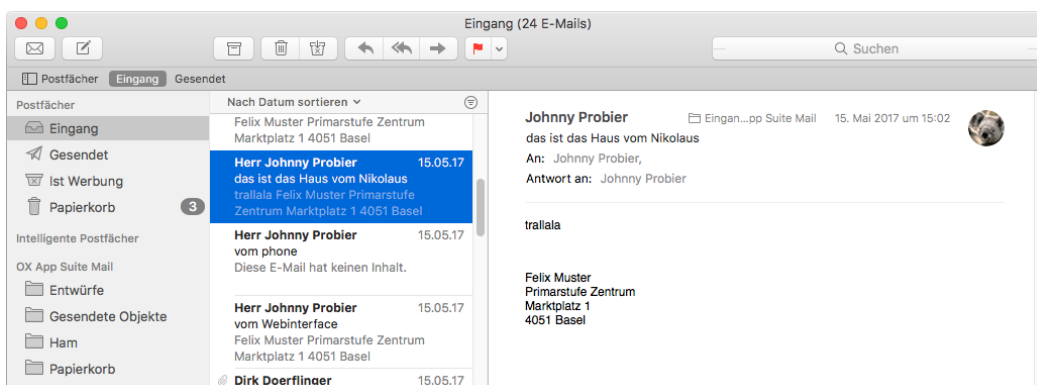 Eingang (24 E-Mails)
Suchen
Postfächer Eingang Gesendet
Postfächer
Eingang
Gesendet
Ist Werbung
Papierkorb 3
Intelligente Postfächer
OX App Suite Mail
Entwürfe
Gesendete Objekte
Ham
Papierkorb
Nach Datum sortieren
Felix Muster Primarstufe Zentrum
Marktplatz 1 4051 Basel
Herr Johnny Probier 15.05.17
das ist das Haus vom Nikolaus
trallala Felix Muster Primarstufe
Zentrum Marktplatz 1 4051 Basel
Herr Johnny Probier 15.05.17
vom phone
Diese E-Mail hat keinen Inhalt.
Herr Johnny Probier 15.05.17
vom Webinterface
Felix Muster Primarstufe Zentrum
Marktplatz 1 4051 Basel
Dirk Doerflinger 15.05.17
Johnny Probier Eingan...pp Suite Mail 15. Mai 2017 um 15:02
das ist das Haus vom Nikolaus
An: Johnny Probier,
Antwort an: Johnny Probier
trallala
Felix Muster
Primarstufe Zentrum
Marktplatz 1
4051 Basel